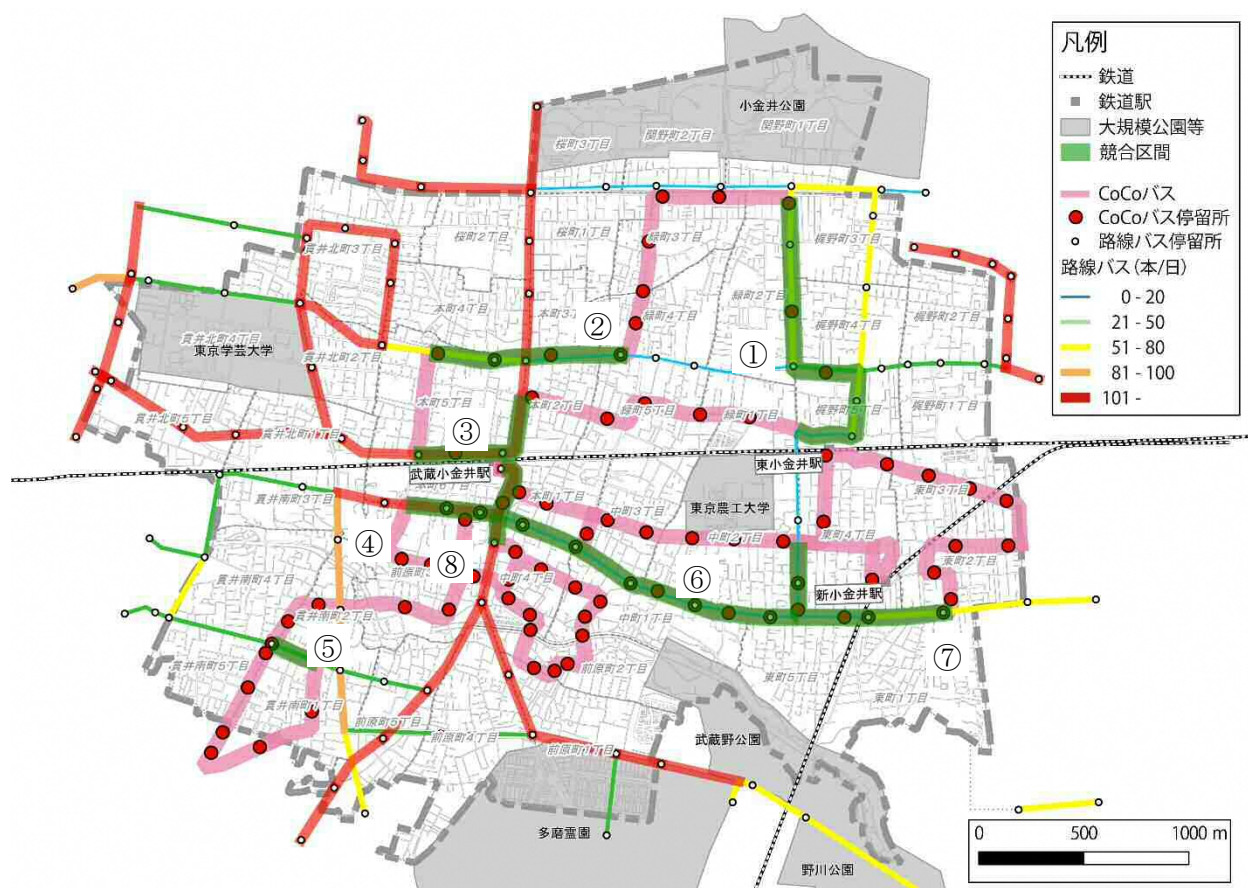 凡例
鉄道
鉄道駅
大規模公園等
競合区間
CoCoバス
CoCoバス停留所
路線バス停留所
路線バス(本/日)
0 - 20
21 - 50
51 - 80
81 - 100
101 -
小金井公園
関野町2丁目
関野町1丁目
桜町3丁目
貫井北町3丁目
桜町2丁目
桜町1丁目
緑町3丁目
梶野町3丁目
緑町2丁目
本町4丁目
本町3
②
緑町4丁目
梶野町4丁目
梶野町2丁目
貫井北町4丁目
東京学芸大学
貫井北町2丁目
①
本町5丁目
本町2丁目
緑町5丁目
緑町1丁目
梶野町5丁目
梶野町1丁目
貫井北町5丁目
貫井北町1丁目
③
武蔵小金井駅
東小金井駅
本町6丁目
貫井南町3丁目
本町1丁目
中町3丁目
東京農工大学
東町3丁目
④
⑧
前原町3
中町2丁目
東町4丁目
東町2丁目
貫井南町4丁目
中町4丁目
⑥
新小金井駅
貫井南町2丁目
中町1丁目
⑤
前原町2丁目
⑦
貫井南町5丁目
東町5丁目
東町1丁目
貫井南町1丁目
前原町5丁目
前原町4丁目
前原町1丁目
武蔵野公園
多磨霊園
野川公園
0 500 1000 m